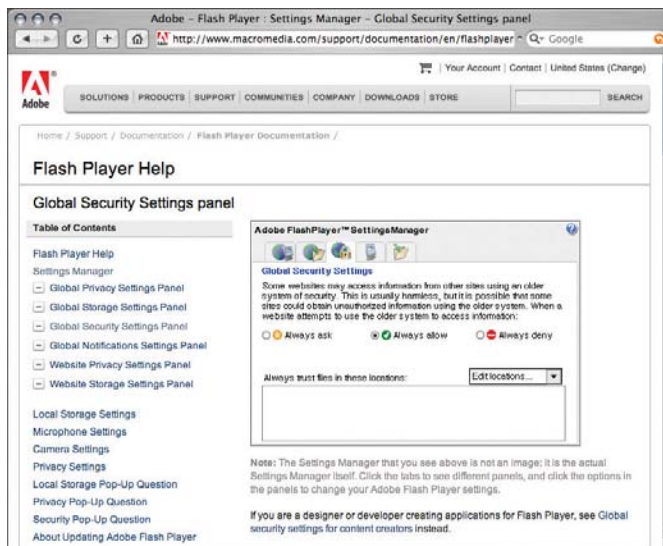 Adobe - Flash Player : Settings Manager - Global Security Settings panel
http://www.macromedia.com/support/documentation/en/flashplayer
Google
Your Account | Contact | United States (Change)
Adobe
SOLUTIONS PRODUCTS SUPPORT COMMUNITIES COMPANY DOWNLOADS STORE SEARCH
Home / Support / Documentation / Flash Player Documentation /
Flash Player Help
Global Security Settings panel
Table of Contents
Flash Player Help
Settings Manager
Global Privacy Settings Panel
Global Storage Settings Panel
Global Security Settings Panel
Global Notifications Settings Panel
Website Privacy Settings Panel
Website Storage Settings Panel
Local Storage Settings
Microphone Settings
Camera Settings
Privacy Settings
Local Storage Pop-Up Question
Privacy Pop-Up Question
Security Pop-Up Question
About Updating Adobe Flash Player
Adobe FlashPlayer™ SettingsManager
Global Security Settings
Some websites may access information from other sites using an older
system of security. This is usually harmless, but it is possible that some
sites could obtain unauthorized information using the older system. When a
website attempts to use the older system to access information:
Always ask Always allow Always deny
Always trust files in these locations: Edit locations...
Note: The Settings Manager that you see above is not an image; it is the actual
Settings Manager itself. Click the tabs to see different panels, and click the options in
the panels to change your Adobe Flash Player settings.
If you are a designer or developer creating applications for Flash Player, see Global
security settings for content creators instead.